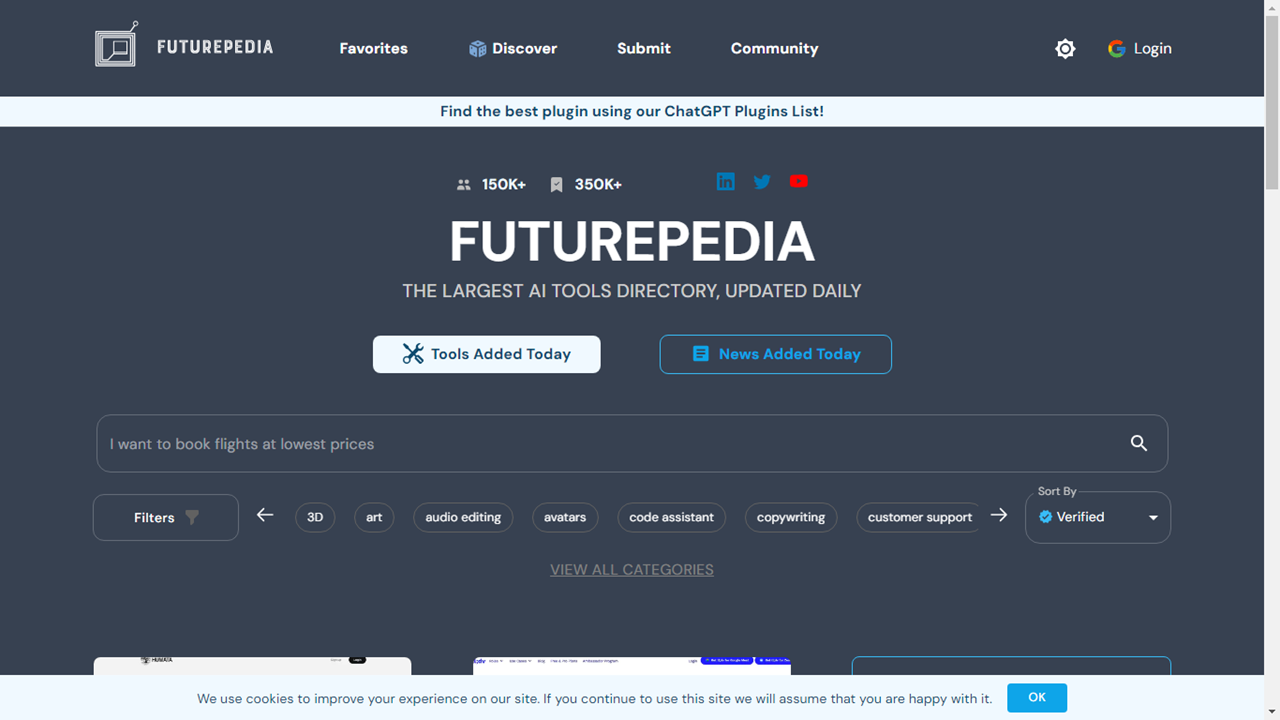 FUTUREPEDIA
Favorites
Discover
Submit
Community
Login
Find the best plugin using our ChatGPT Plugins List!
150K+
350K+
FUTUREPEDIA
THE LARGEST AI TOOLS DIRECTORY, UPDATED DAILY
Tools Added Today
News Added Today
I want to book flights at lowest prices
Filters
3D
art
audio editing
avatars
code assistant
copywriting
customer support
Sort By
Verified
VIEW ALL CATEGORIES
HUMATA
Login
We use cookies to improve your experience on our site. If you continue to use this site we will assume that you are happy with it.
OK